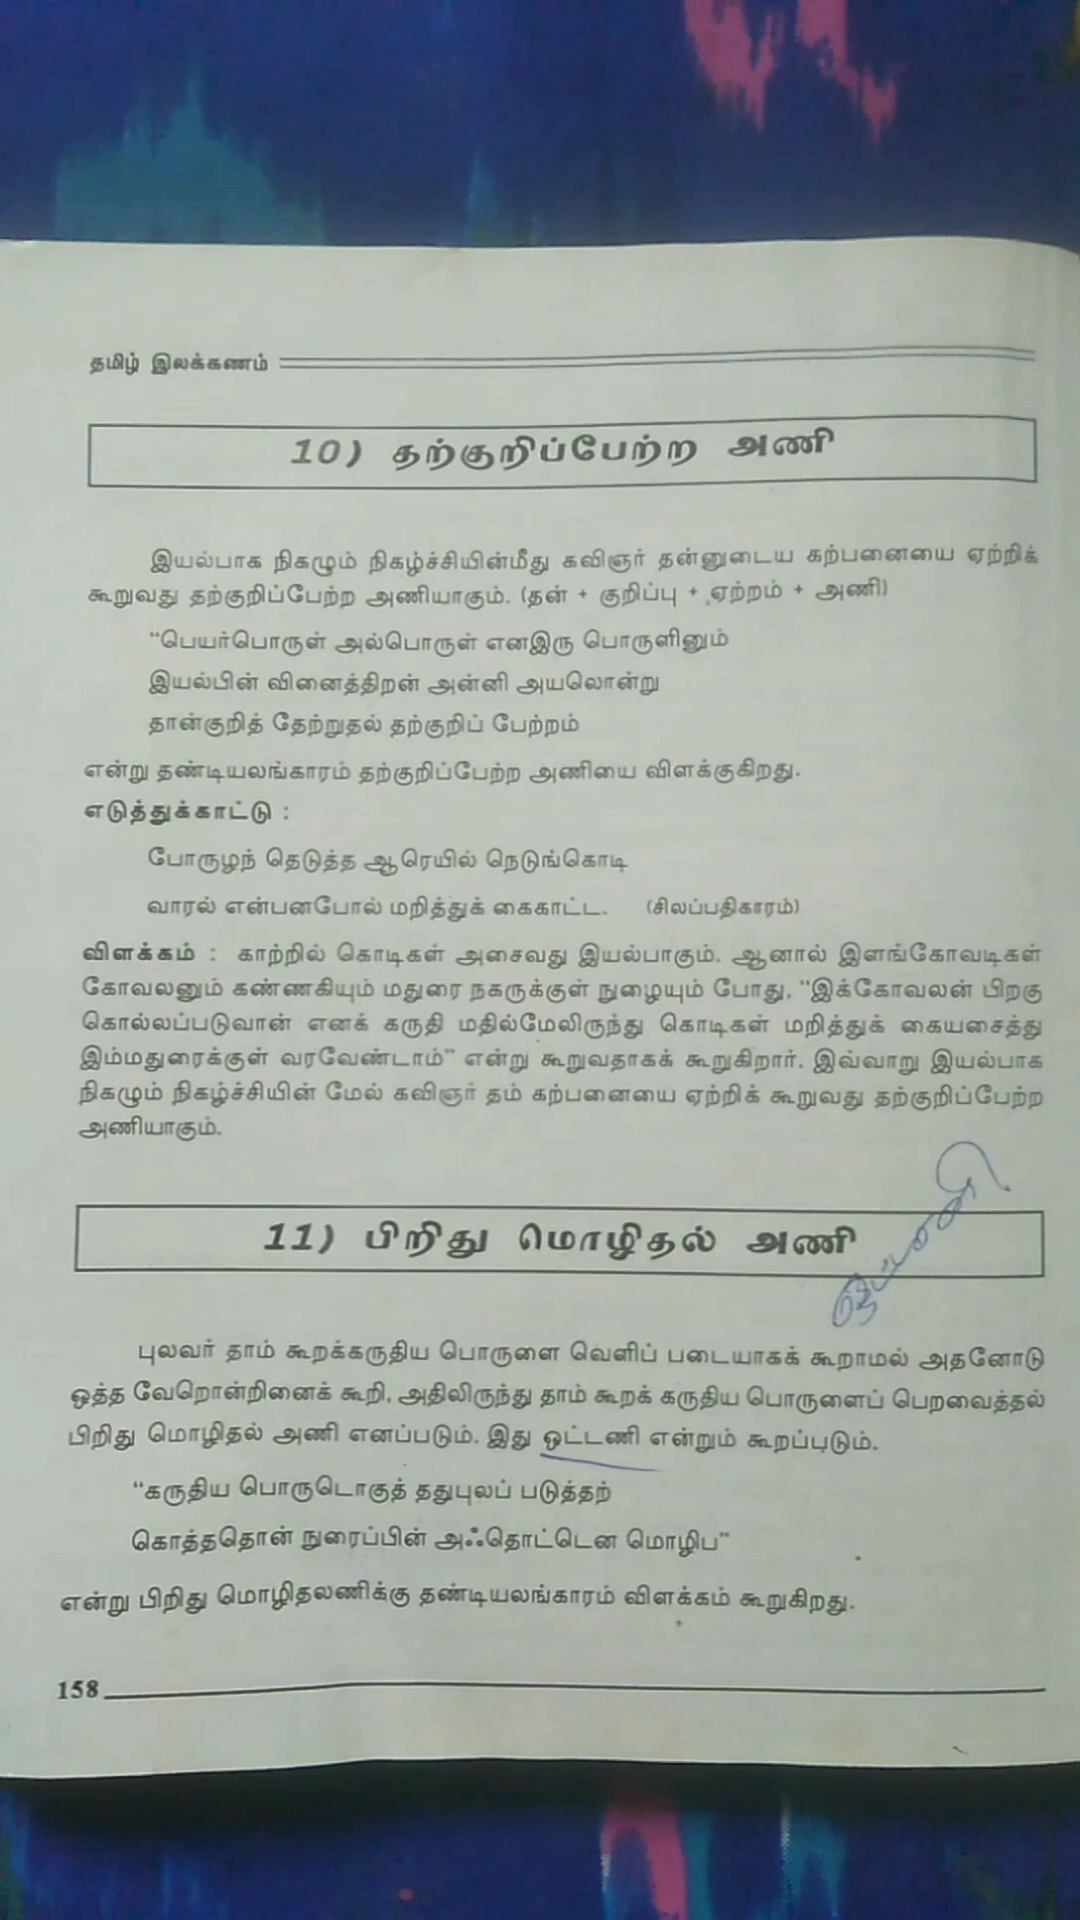 தமிழ் இலக்கணம்
10) தற்குறிப்பேற்ற அணி
இயல்பாக நிகழும் நிகழ்ச்சியின்மீது கவிஞர் தன்னுடைய கற்பனையை ஏற்றிக்
கூறுவது தற்குறிப்பேற்ற அணியாகும். (தன் + குறிப்பு + ஏற்றம் + அணி)
“பெயர்பொருள் அல்பொருள் எனஇரு பொருளினும்
இயல்பின் வினைத்திறன் அன்னி அயலொன்று
தான்குறித் தேற்றுதல் தற்குறிப் பேற்றம்
என்று தண்டியலங்காரம் தற்குறிப்பேற்ற அணியை விளக்குகிறது.
எடுத்துக்காட்டு :
போருழந் தெடுத்த ஆரெயில் நெடுங்கொடி
வாரல் என்பனபோல் மறித்துக் கைகாட்ட. (சிலப்பதிகாரம்)
விளக்கம் : காற்றில் கொடிகள் அசைவது இயல்பாகும். ஆனால் இளங்கோவடிகள்
கோவலனும் கண்ணகியும் மதுரை நகருக்குள் நுழையும் போது, “இக்கோவலன் பிறகு
கொல்லப்படுவான் எனக் கருதி மதில்மேலிருந்து கொடிகள் மறித்துக் கையசைத்து
இம்மதுரைக்குள் வரவேண்டாம்” என்று கூறுவதாகக் கூறுகிறார். இவ்வாறு இயல்பாக
நிகழும் நிகழ்ச்சியின் மேல் கவிஞர் தம் கற்பனையை ஏற்றிக் கூறுவது தற்குறிப்பேற்ற
அணியாகும்.
11) பிறிது மொழிதல் அணி
புலவர் தாம் கூறக்கருதிய பொருளை வெளிப் படையாகக் கூறாமல் அதனோடு
ஒத்த வேறொன்றினைக் கூறி, அதிலிருந்து தாம் கூறக் கருதிய பொருளைப் பெறவைத்தல்
பிறிது மொழிதல் அணி எனப்படும். இது ஒட்டணி என்றும் கூறப்படும்.
“கருதிய பொருடொகுத் ததுபுலப் படுத்தற்
கொத்ததொன் நுரைப்பின் அஃதொட்டென மொழிப”
என்று பிறிது மொழிதலணிக்கு தண்டியலங்காரம் விளக்கம் கூறுகிறது.
158